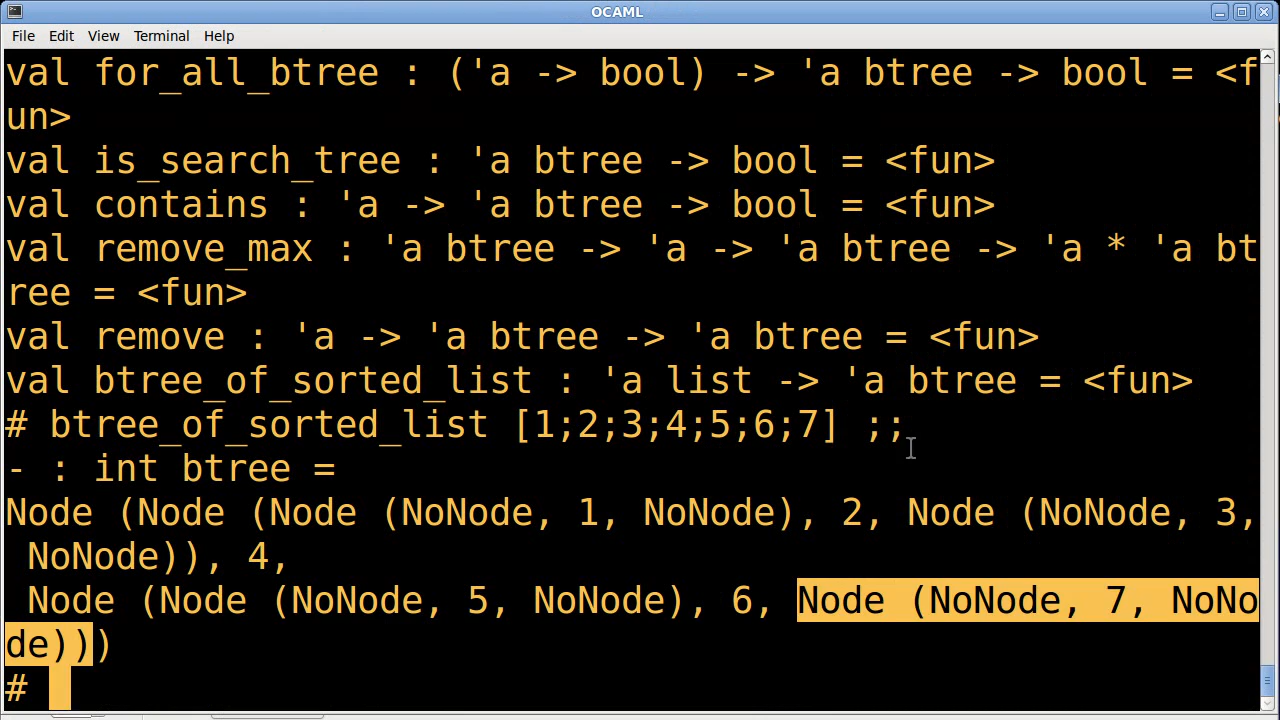 OCAML
File Edit View Terminal Help
val for_all_btree : ('a -> bool) -> 'a btree -> bool = <f
un>
val is_search_tree : 'a btree -> bool = <fun>
val contains : 'a -> 'a btree -> bool = <fun>
val remove_max : 'a btree -> 'a -> 'a btree -> 'a * 'a bt
ree = <fun>
val remove : 'a -> 'a btree -> 'a btree = <fun>
val btree_of_sorted_list : 'a list -> 'a btree = <fun>
# btree_of_sorted_list [1;2;3;4;5;6;7] ;;
- : int btree =
Node (Node (Node (NoNode, 1, NoNode), 2, Node (NoNode, 3,
 NoNode)), 4,
 Node (Node (NoNode, 5, NoNode), 6, Node (NoNode, 7, NoNo
de)))
#